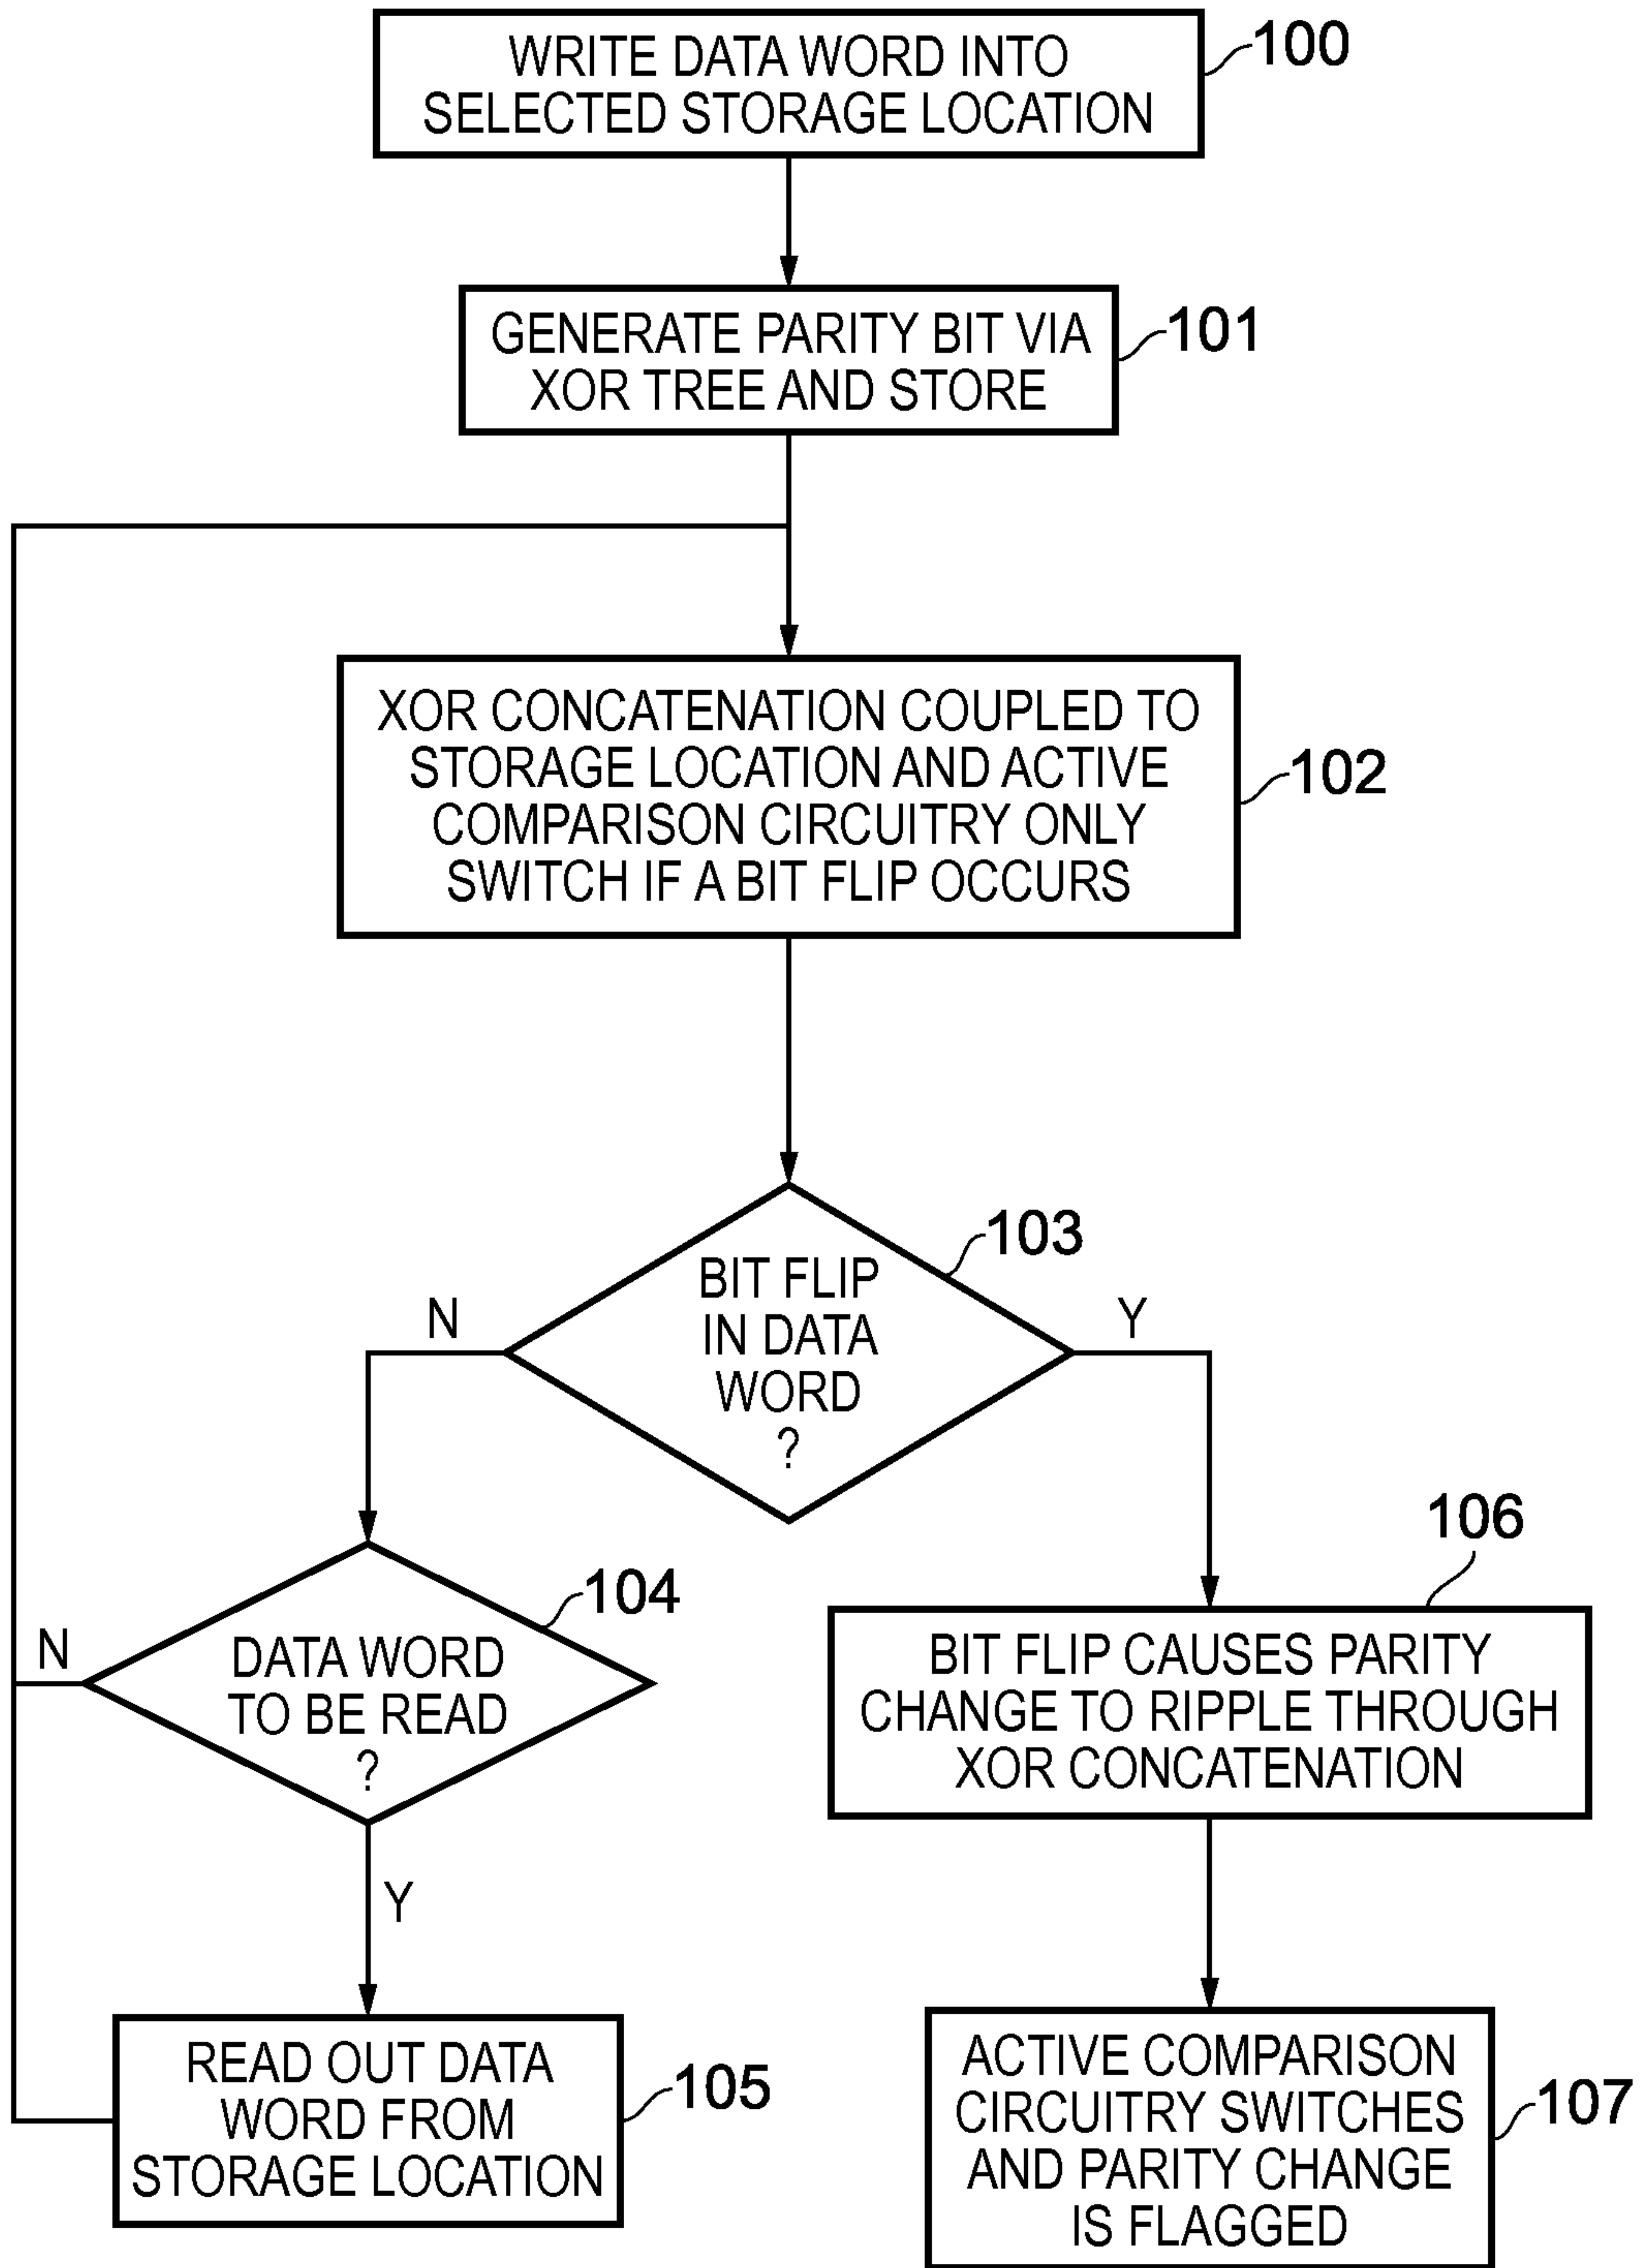 WRITE DATA WORD INTO
SELECTED STORAGE LOCATION
100
GENERATE PARITY BIT VIA
XOR TREE AND STORE
101
XOR CONCATENATION COUPLED TO
STORAGE LOCATION AND ACTIVE
COMPARISON CIRCUITRY ONLY
SWITCH IF A BIT FLIP OCCURS
102
103
BIT FLIP
IN DATA
WORD
?
N
Y
104
DATA WORD
TO BE READ
?
N
Y
106
BIT FLIP CAUSES PARITY
CHANGE TO RIPPLE THROUGH
XOR CONCATENATION
READ OUT DATA
WORD FROM
STORAGE LOCATION
105
ACTIVE COMPARISON
CIRCUITRY SWITCHES
AND PARITY CHANGE
IS FLAGGED
107